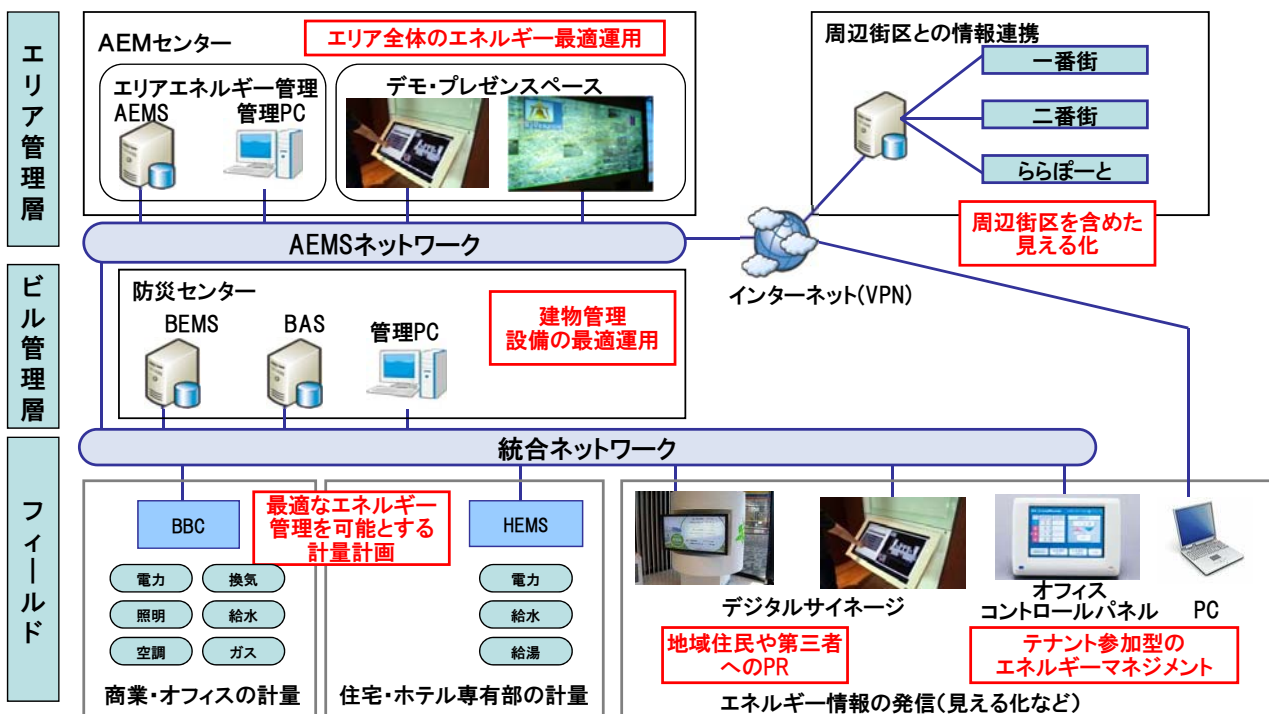 エリア管理層
AEMセンター
エリア全体のエネルギー最適運用
エリアエネルギー管理
AEMS
管理PC
デモ・プレゼンスペース
周辺街区との情報連携
一番街
二番街
ららぽーと
周辺街区を含めた
見える化
AEMSネットワーク
インターネット(VPN)
ビル管理層
防災センター
BEMS
BAS
管理PC
建物管理
設備の最適運用
統合ネットワーク
フィールド
BBC
最適なエネルギー
管理を可能とする
計量計画
HEMS
電力
換気
照明
給水
空調
ガス
商業・オフィスの計量
電力
給水
給湯
住宅・ホテル専有部の計量
デジタルサイネージ
オフィス
コントロールパネル
PC
地域住民や第三者
へのPR
テナント参加型の
エネルギーマネジメント
エネルギー情報の発信(見える化など)